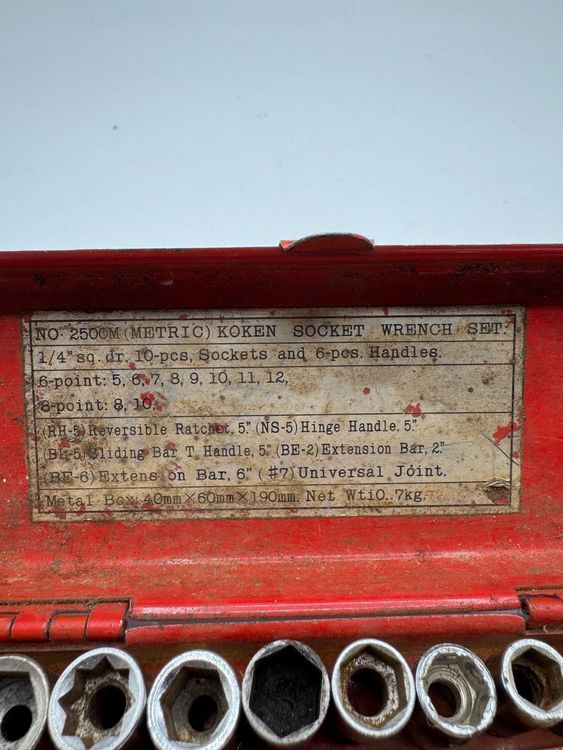 NO. 2500M (METRIC) KOKEN SOCKET WRENCH SET
1/4" sq. dr. 10-pcs, Sockets and 6-pcs. Handles.
6-point: 5, 6, 7, 8, 9, 10, 11, 12,
8-point: 8, 10,
(RH-5) Reversible Ratchet, 5" (NS-5) Hinge Handle, 5"
Sliding Bar T, Handle, 5" (BE-2) Extension Bar, 2"
(BE-6) Extension Bar, 6" (#7) Universal Joint.
Metal Box: 40mm×60mm×190mm. Net Wt: 0.7kg.